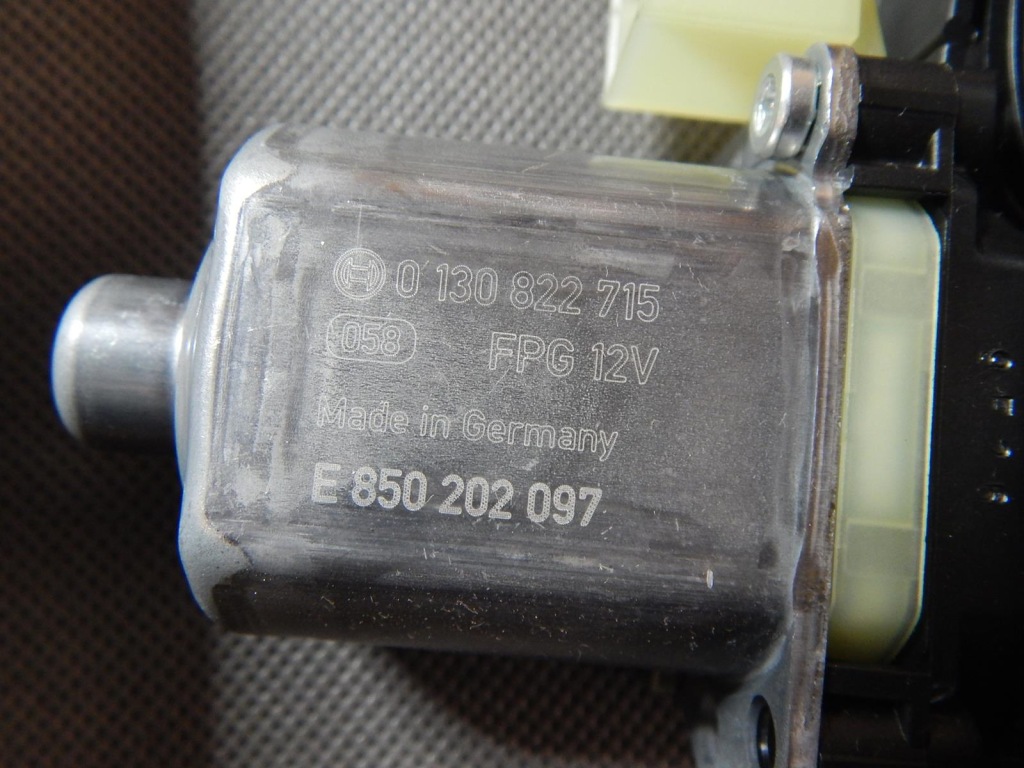 0 130 822 715
058 FPG 12V
Made in Germany
E 850 202 097